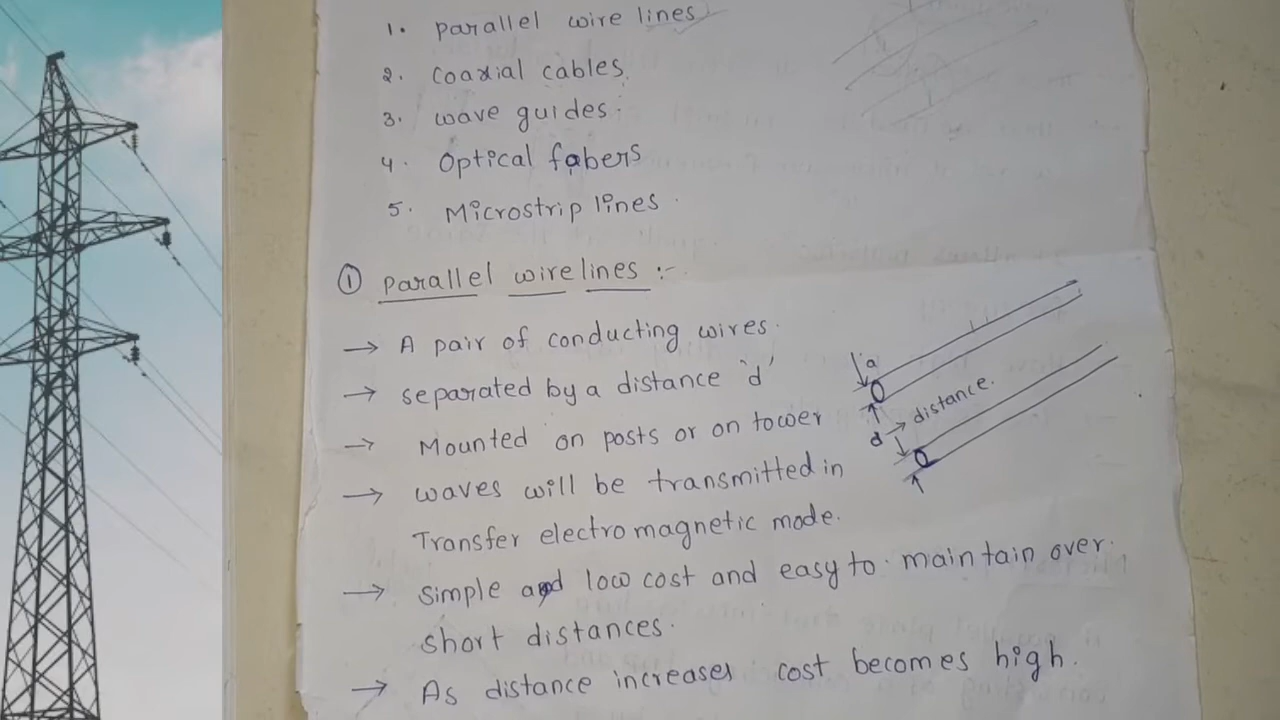 1. parallel wire lines
2. coaxial cables.
3. wave guides.
4. Optical fabers
5. Microstrip lines.
① parallel wire lines :-
→ A pair of conducting wires.
→ separated by a distance 'd'
→ Mounted on posts or on tower
→ waves will be transmitted in
Transfer electromagnetic mode.
→ simple and low cost and easy to maintain over
short distances.
→ As distance increases cost becomes high.
a
d → distance.